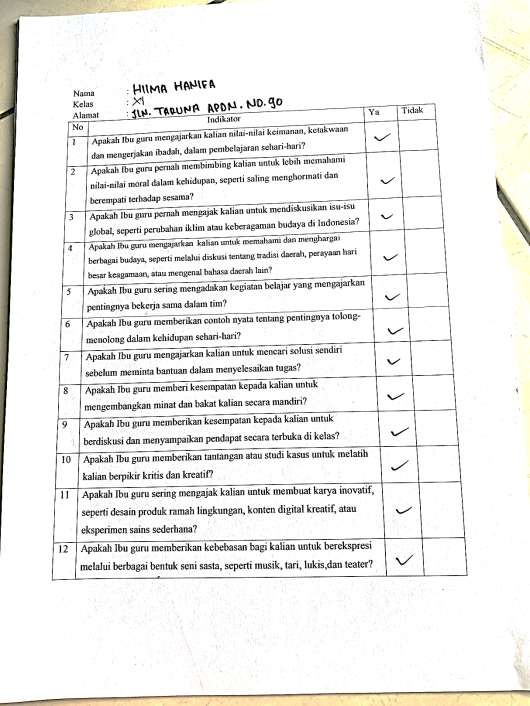 Nama : HIIMA HANIFA
Kelas : XI
Alamat : JLN. TARUNA APDN. NO. 90
No Indikator Ya Tidak
1 Apakah Ibu guru mengajarkan kalian nilai-nilai keimanan, ketakwaan
dan mengerjakan ibadah, dalam pembelajaran sehari-hari? ✓
2 Apakah Ibu guru pernah membimbing kalian untuk lebih memahami
nilai-nilai moral dalam kehidupan, seperti saling menghormati dan ✓
berempati terhadap sesama?
3 Apakah Ibu guru pernah mengajak kalian untuk mendiskusikan isu-isu ✓
global, seperti perubahan iklim atau keberagaman budaya di Indonesia?
4 Apakah Ibu guru mengajarkan kalian untuk memahami dan menghargai
berbagai budaya, seperti melalui diskusi tentang tradisi daerah, perayaan hari ✓
besar keagamaan, atau mengenal bahasa daerah lain?
5 Apakah Ibu guru sering mengadakan kegiatan belajar yang mengajarkan
pentingnya bekerja sama dalam tim? ✓
6 Apakah Ibu guru memberikan contoh nyata tentang pentingnya tolong-
menolong dalam kehidupan sehari-hari? ✓
7 Apakah Ibu guru mengajarkan kalian untuk mencari solusi sendiri
sebelum meminta bantuan dalam menyelesaikan tugas? ✓
8 Apakah Ibu guru memberi kesempatan kepada kalian untuk
mengembangkan minat dan bakat kalian secara mandiri? ✓
9 Apakah Ibu guru memberikan kesempatan kepada kalian untuk
berdiskusi dan menyampaikan pendapat secara terbuka di kelas? ✓
10 Apakah Ibu guru memberikan tantangan atau studi kasus untuk melatih
kalian berpikir kritis dan kreatif? ✓
11 Apakah Ibu guru sering mengajak kalian untuk membuat karya inovatif,
seperti desain produk ramah lingkungan, konten digital kreatif, atau ✓
eksperimen sains sederhana?
12 Apakah Ibu guru memberikan kebebasan bagi kalian untuk berekspresi
melalui berbagai bentuk seni sasta, seperti musik, tari, lukis,dan teater? ✓